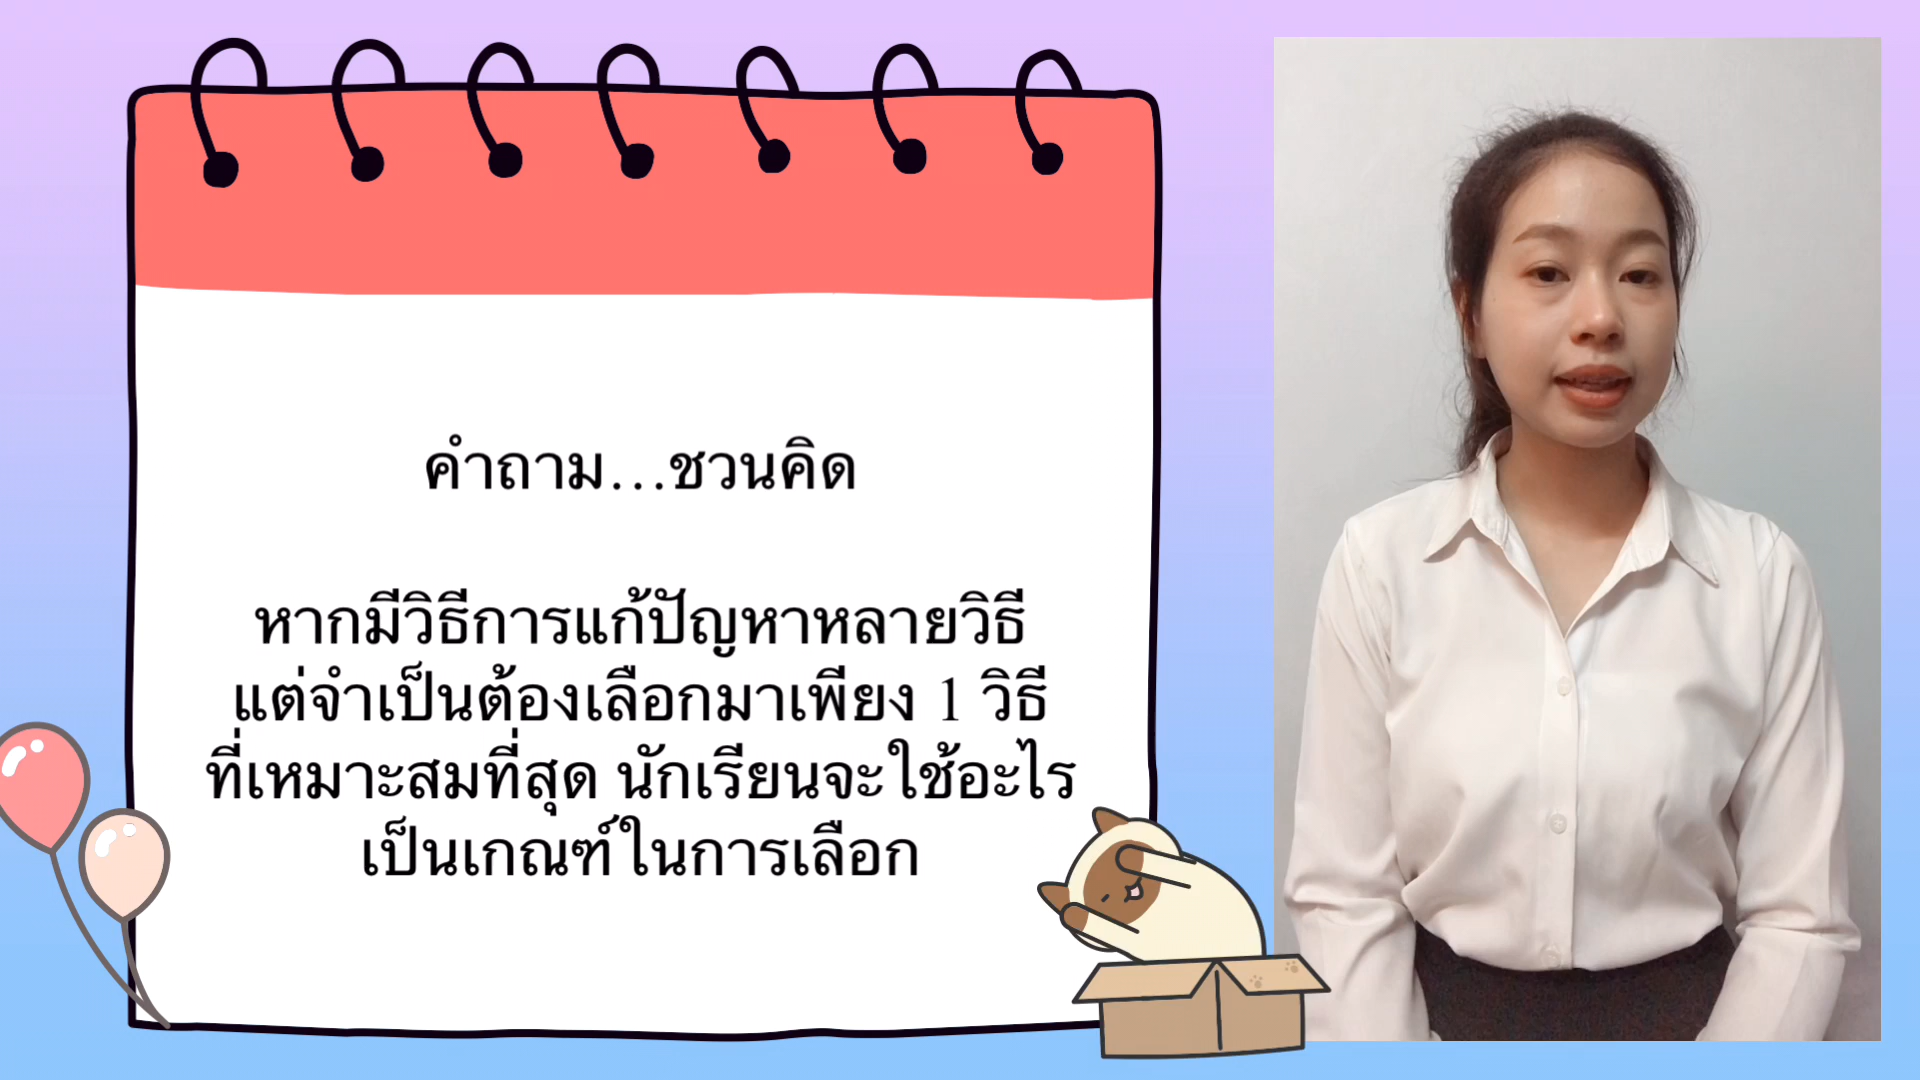 คำถาม...ชวนคิด
หากมีวิธีการแก้ปัญหาหลายวิธี
แต่จำเป็นต้องเลือกมาเพียง 1 วิธี
ที่เหมาะสมที่สุด นักเรียนจะใช้อะไร
เป็นเกณฑ์ในการเลือก